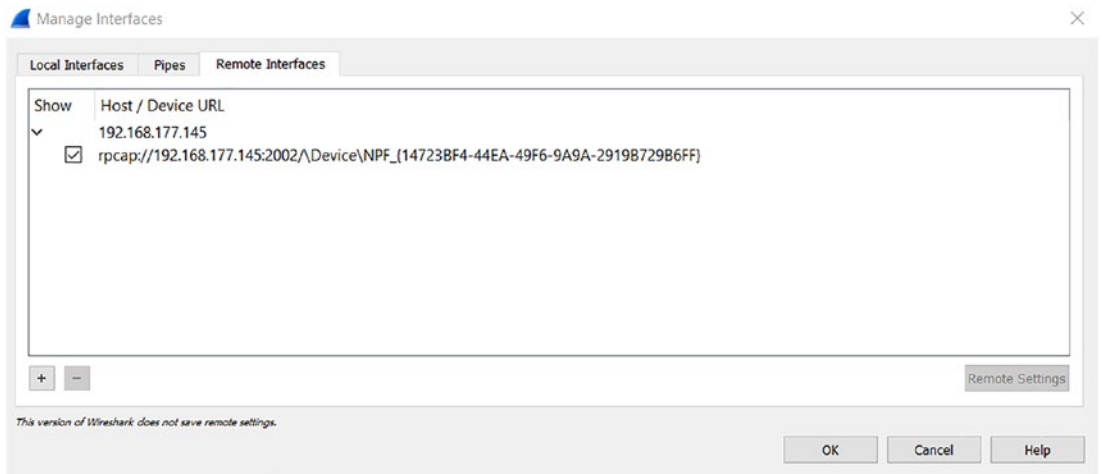 Manage Interfaces
Local Interfaces Pipes Remote Interfaces
Show Host / Device URL
192.168.177.145
rpcap://192.168.177.145:2002/\Device\NPF_{14723BF4-44EA-49F6-9A9A-2919B729B6FF}
+ −
Remote Settings
This version of Wireshark does not save remote settings.
OK Cancel Help